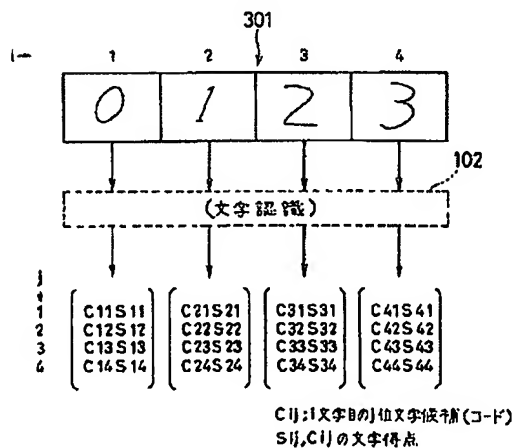 301
i→ 1 2 3 4
0 1 2 3
102
(文字認識)
j
1 C11S11 C21S21 C31S31 C41S41
2 C12S12 C22S22 C32S32 C42S42
3 C13S13 C23S23 C33S33 C43S43
4 C14S14 C24S24 C34S34 C44S44
Cij;i文字目のj位文字候補(コード)
Sij,Cijの文字得点